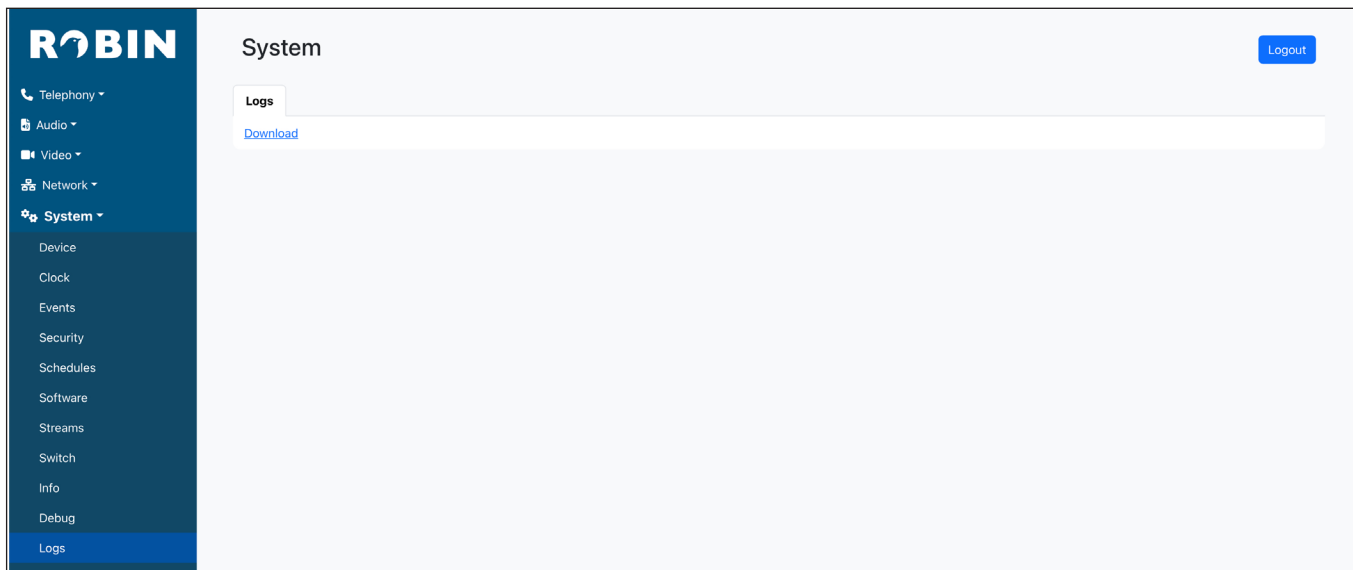 ROBIN
Telephony
Audio
Video
Network
System
Device
Clock
Events
Security
Schedules
Software
Streams
Switch
Info
Debug
Logs
System
Logout
Logs
Download